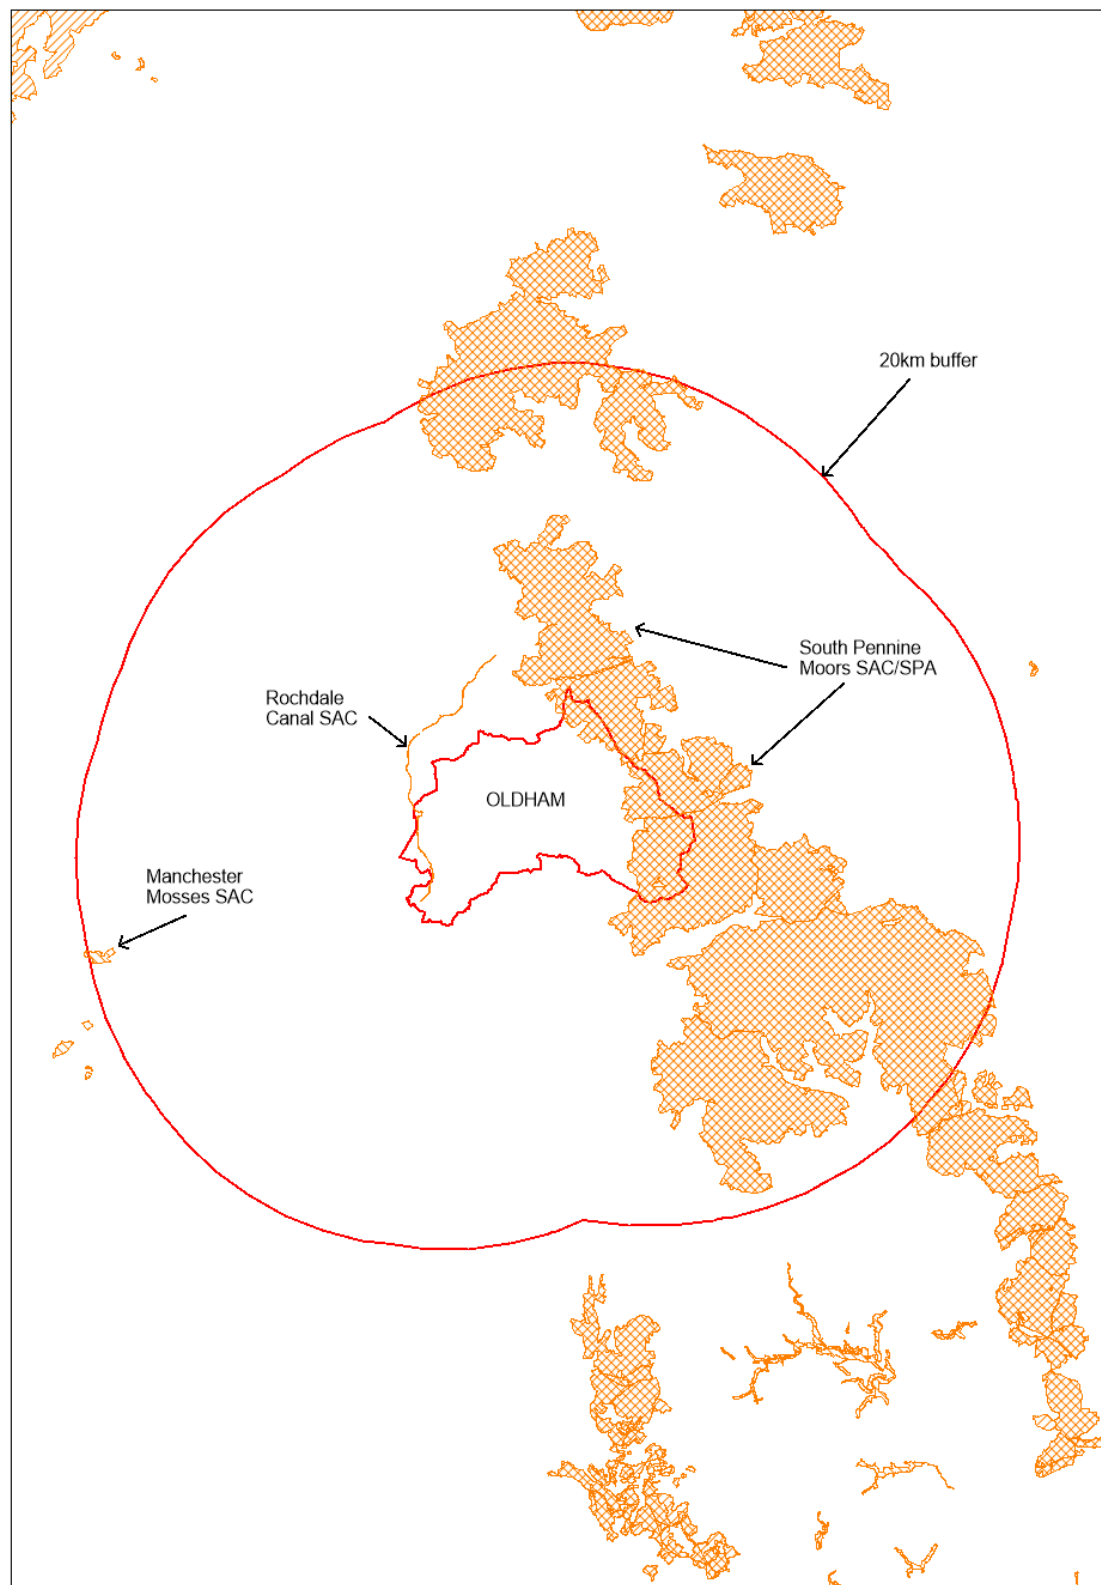 20km buffer
South Pennine
Moors SAC/SPA
Rochdale
Canal SAC
OLDHAM
Manchester
Mosses SAC